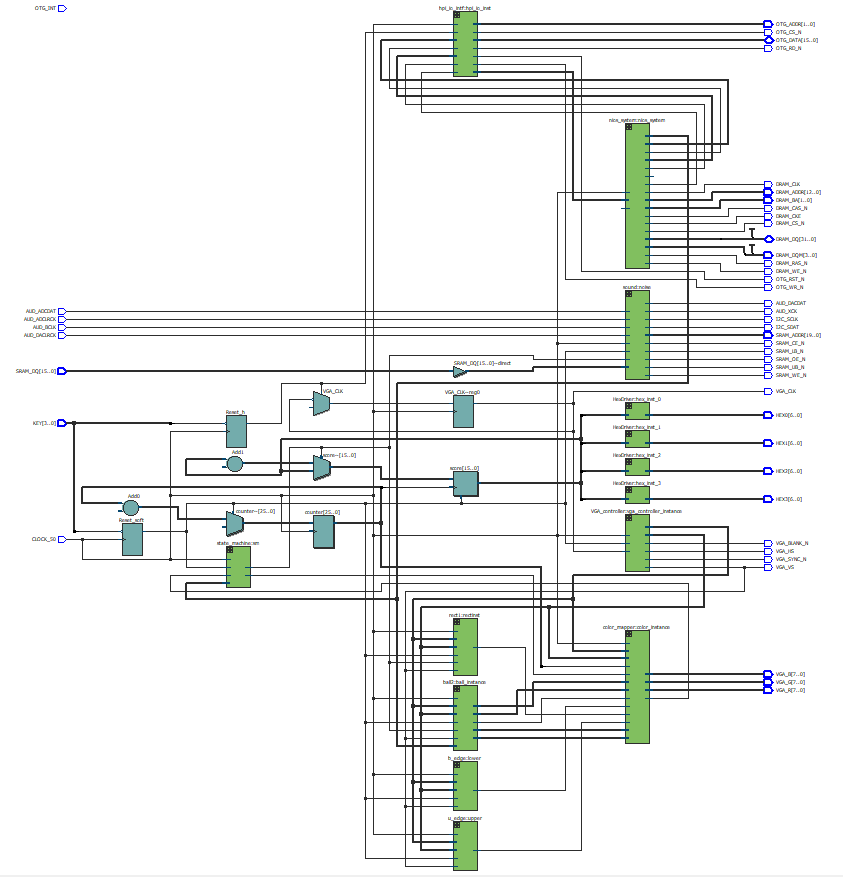 OTG_INT
hpi_io_intf:hpi_io_inst
OTG_ADDR[1..0]
OTG_CS_N
OTG_DATA[15..0]
OTG_RD_N
nios_system:nios_system
DRAM_CLK
DRAM_ADDR[12..0]
DRAM_BA[1..0]
DRAM_CAS_N
DRAM_CKE
DRAM_CS_N
DRAM_DQ[31..0]
DRAM_DQM[3..0]
DRAM_RAS_N
DRAM_WE_N
OTG_RST_N
OTG_WR_N
sound:noise
AUD_ADCDAT
AUD_ADCLRCK
AUD_BCLK
AUD_DACLRCK
AUD_DACDAT
AUD_XCK
I2C_SCLK
I2C_SDAT
SRAM_ADDR[19..0]
SRAM_CE_N
SRAM_LB_N
SRAM_OE_N
SRAM_UB_N
SRAM_WE_N
SRAM_DQ[15..0]
SRAM_DQ[15..0]~direct
VGA_CLK
VGA_CLK~reg0
VGA_CLK
HexDriver:hex_inst_0
HEX0[6..0]
KEY[3..0]
Reset_h
HexDriver:hex_inst_1
HEX1[6..0]
Add1
score~[15..0]
HexDriver:hex_inst_2
HEX2[6..0]
score[15..0]
HexDriver:hex_inst_3
HEX3[6..0]
Add0
counter~[25..0]
counter[25..0]
Reset_soft
CLOCK_50
VGA_controller:vga_controller_instance
state_machine:sm
VGA_BLANK_N
VGA_HS
VGA_SYNC_N
VGA_VS
rect1:rectinst
color_mapper:color_instance
ball2:ball_instance
VGA_B[7..0]
VGA_G[7..0]
VGA_R[7..0]
b_edge:lower
u_edge:upper